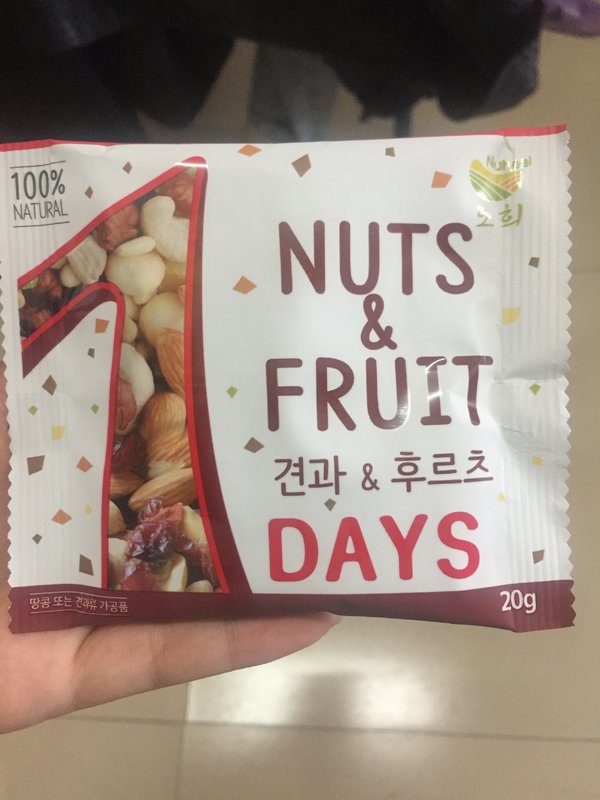 100%
NATURAL
1
NUTS
&
FRUIT
견과 & 후르츠
DAYS
땅콩 또는 견과류 가공품
20g